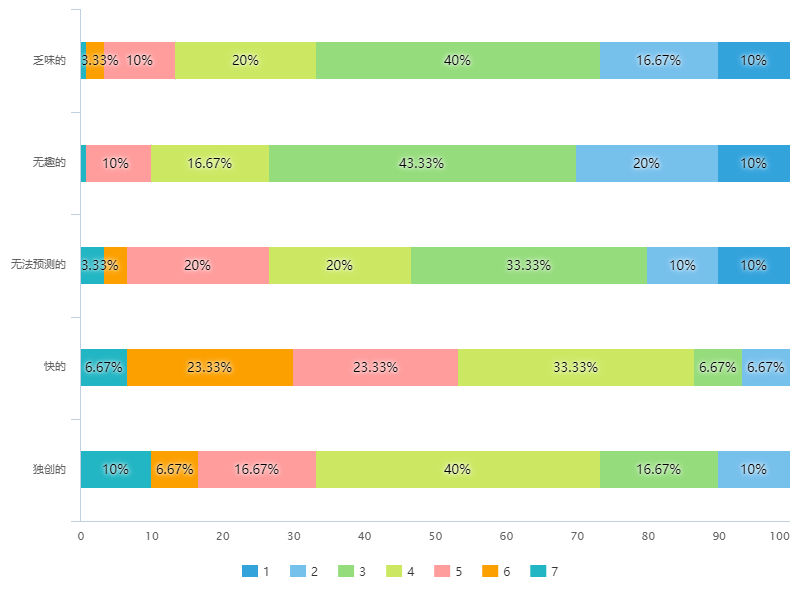 乏味的 3.33% 10% 20% 40% 16.67% 10%
无趣的 10% 16.67% 43.33% 20% 10%
无法预测的 3.33% 20% 20% 33.33% 10% 10%
快的 6.67% 23.33% 23.33% 33.33% 6.67% 6.67%
独创的 10% 6.67% 16.67% 40% 16.67% 10%
0 10 20 30 40 50 60 70 80 90 100
1 2 3 4 5 6 7